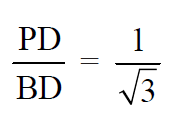 PD/BD = 1/√3